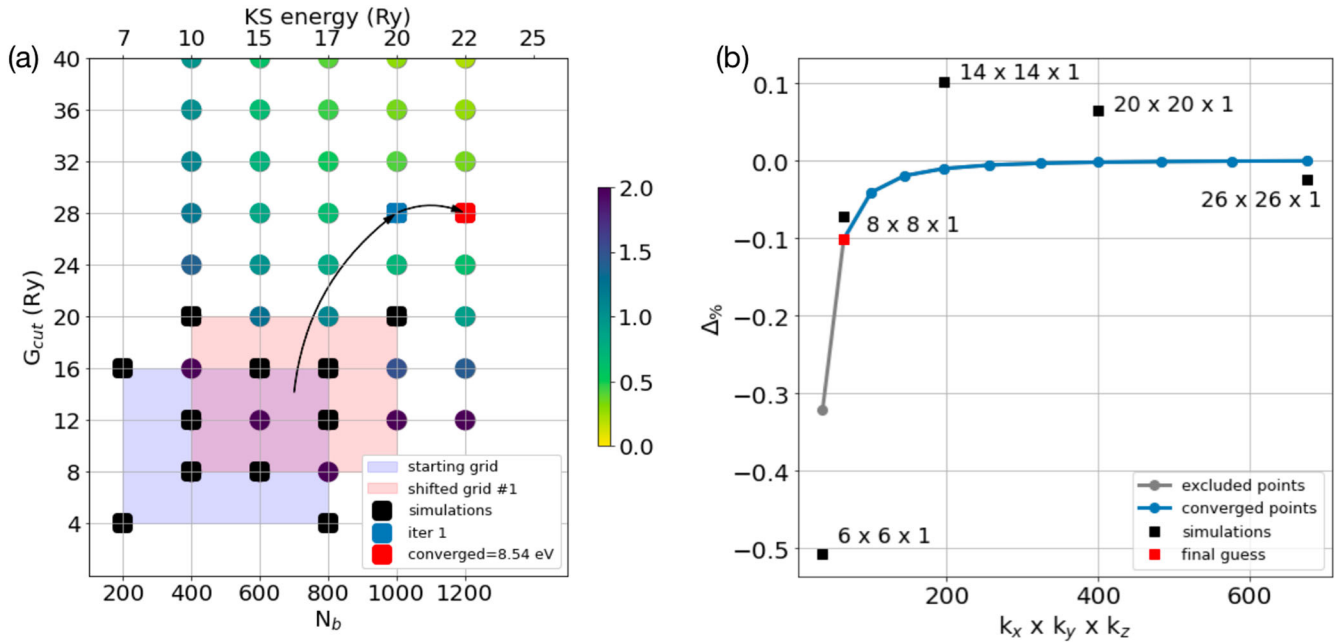 KS energy (Ry)
(a)
7 10 15 17 20 22 25
40
36
32
28
24
20
16
12
8
4
G_cut (Ry)
200 400 600 800 1000 1200
N_b
starting grid
shifted grid #1
simulations
iter 1
converged=8.54 eV
2.0
1.5
1.0
0.5
0.0
(b)
0.1
0.0
−0.1
−0.2
−0.3
−0.4
−0.5
Δ_%
14 x 14 x 1
20 x 20 x 1
26 x 26 x 1
8 x 8 x 1
6 x 6 x 1
excluded points
converged points
simulations
final guess
200 400 600
k_x x k_y x k_z